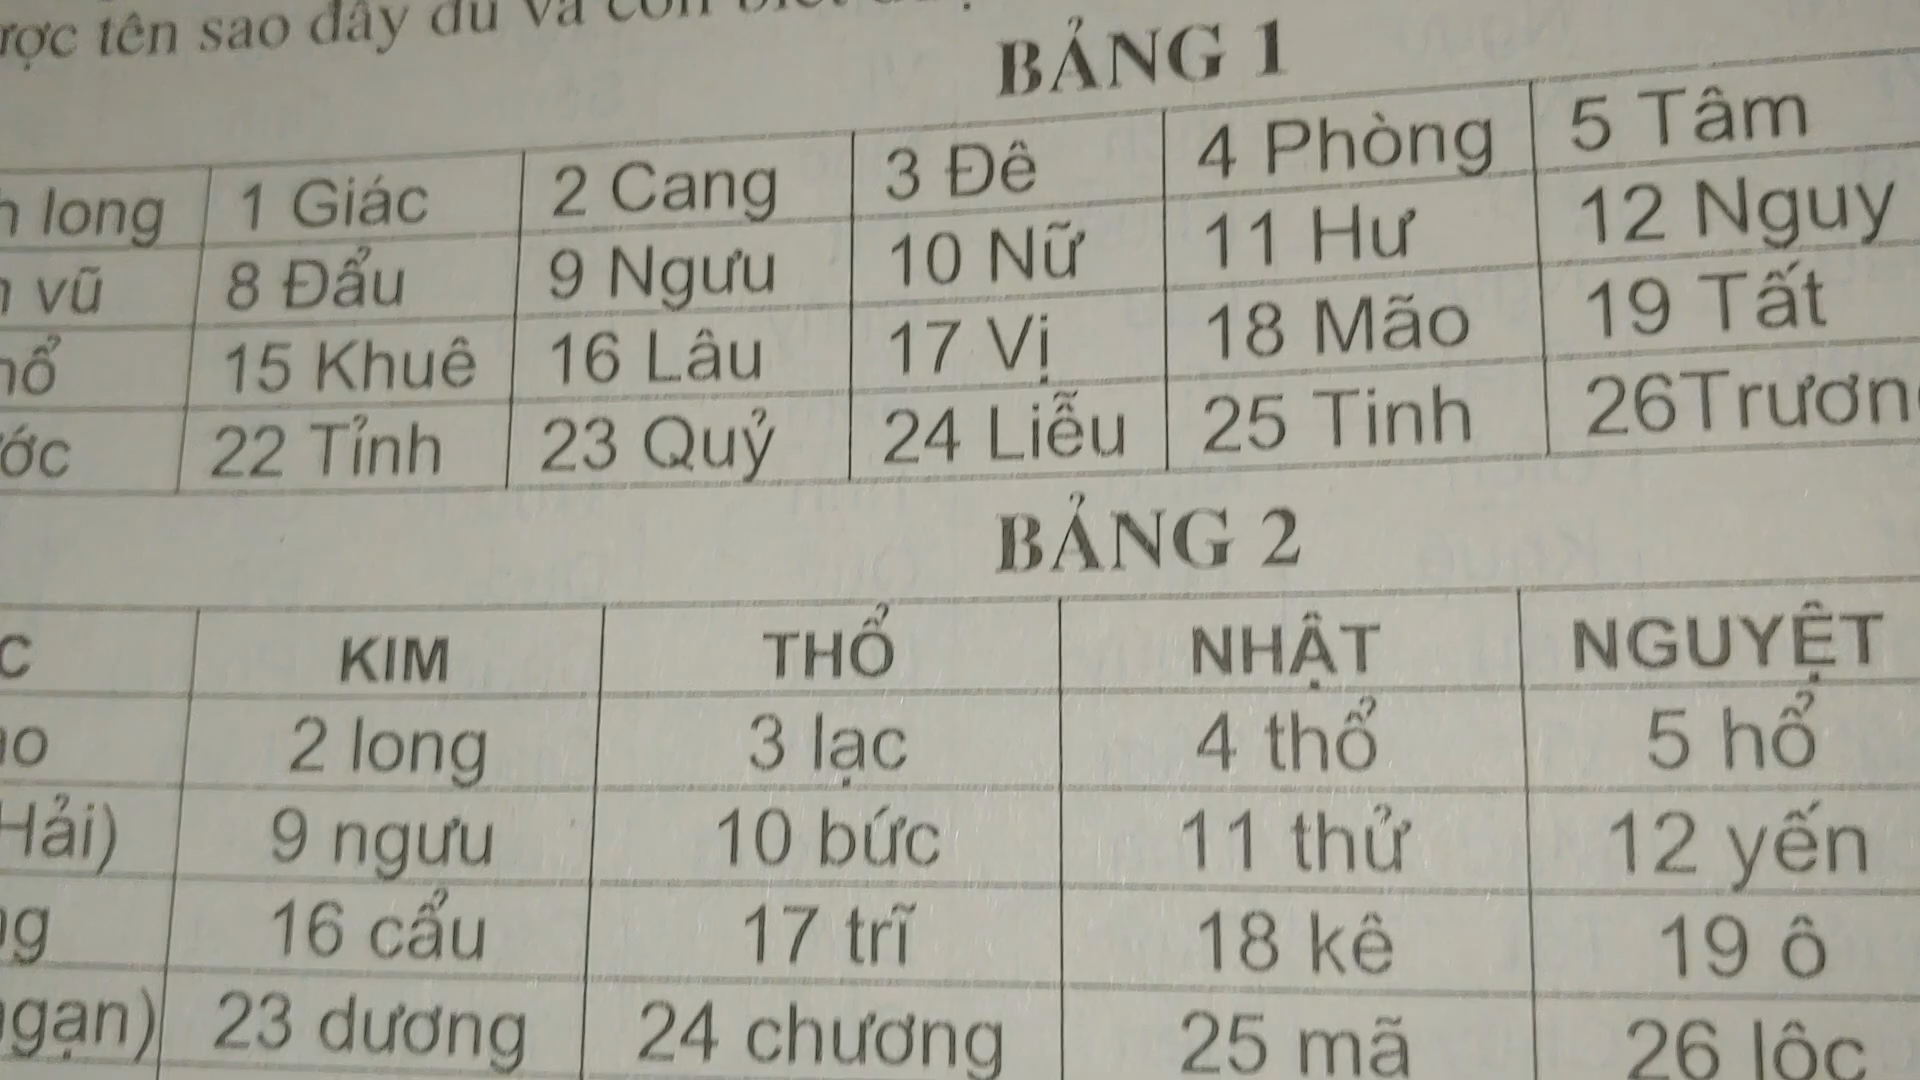 tên sao đầy đủ và còn
BẢNG 1
long 1 Giác 2 Cang 3 Đê 4 Phòng 5 Tâm
vũ 8 Đẩu 9 Ngưu 10 Nữ 11 Hư 12 Nguy
15 Khuê 16 Lâu 17 Vị 18 Mão 19 Tất
22 Tỉnh 23 Quỷ 24 Liễu 25 Tinh 26Trươn
BẢNG 2
KIM THỔ NHẬT NGUYỆT
2 long 3 lạc 4 thổ 5 hổ
Hải) 9 ngưu 10 bức 11 thử 12 yến
16 cẩu 17 trĩ 18 kê 19 ô
gạn) 23 dương 24 chương 25 mã 26 lộc